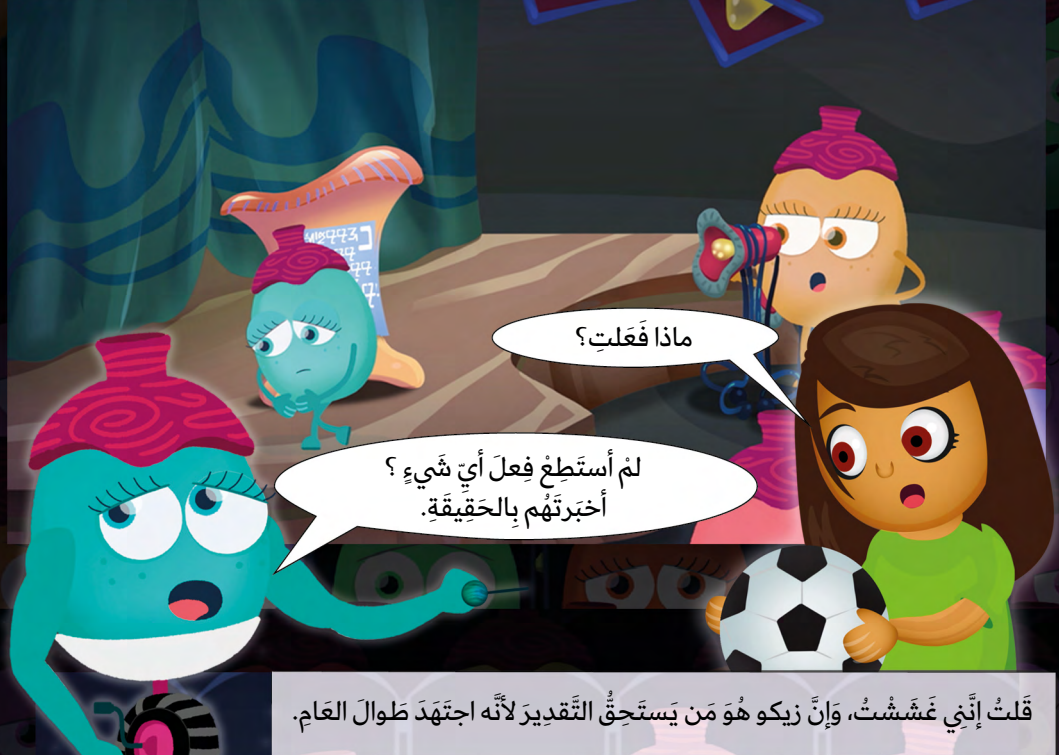 ماذا فَعَلتِ؟
لمْ أستَطِعْ فِعلَ أيّ شَيءٍ ؟
أخبَرتَهُم بِالحَقِيقَةِ.
قَلتُ إنَّنِي غَشَشْتُ، وَإِنَّ زيكو هُوَ مَن يَستَحِقُّ التَّقدِيرَ لأنَّه اجتَهَدَ طَوالَ العَامِ.